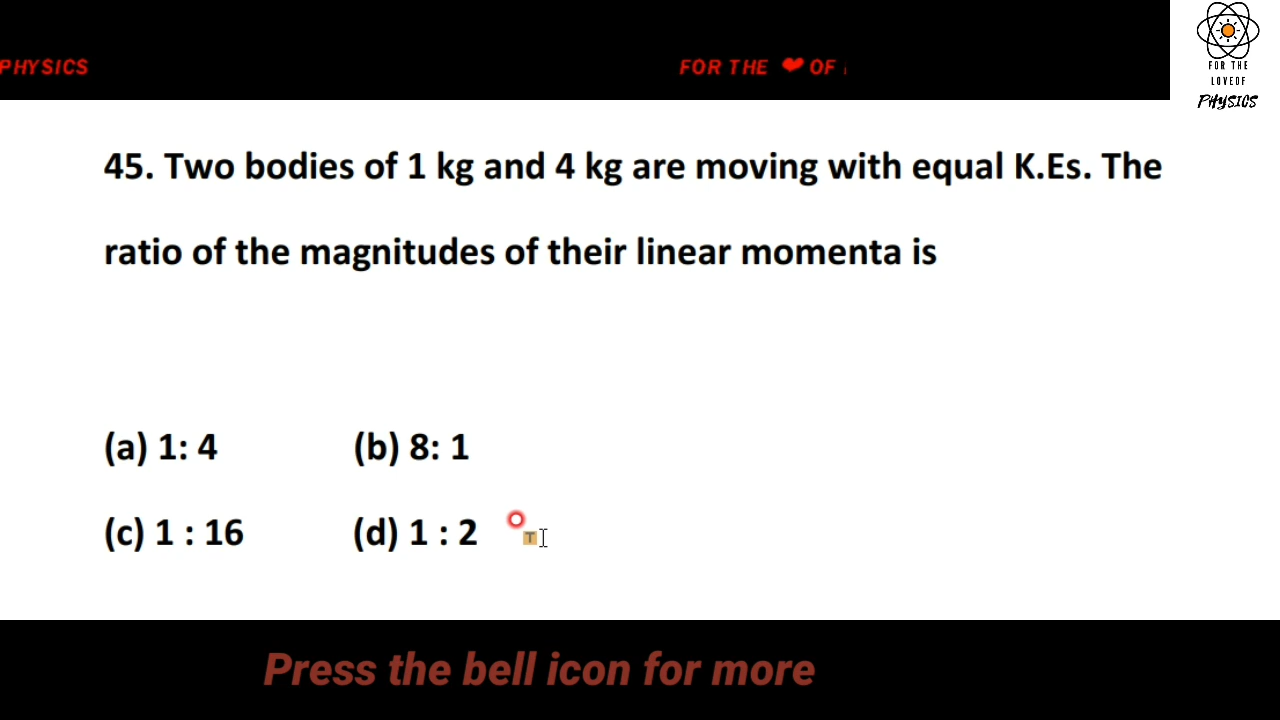 PHYSICS
FOR THE ❤ OF
FOR THE
LOVEOF
PHYSICS
45. Two bodies of 1 kg and 4 kg are moving with equal K.Es. The
ratio of the magnitudes of their linear momenta is
(a) 1: 4 (b) 8: 1
(c) 1 : 16 (d) 1 : 2
T
Press the bell icon for more